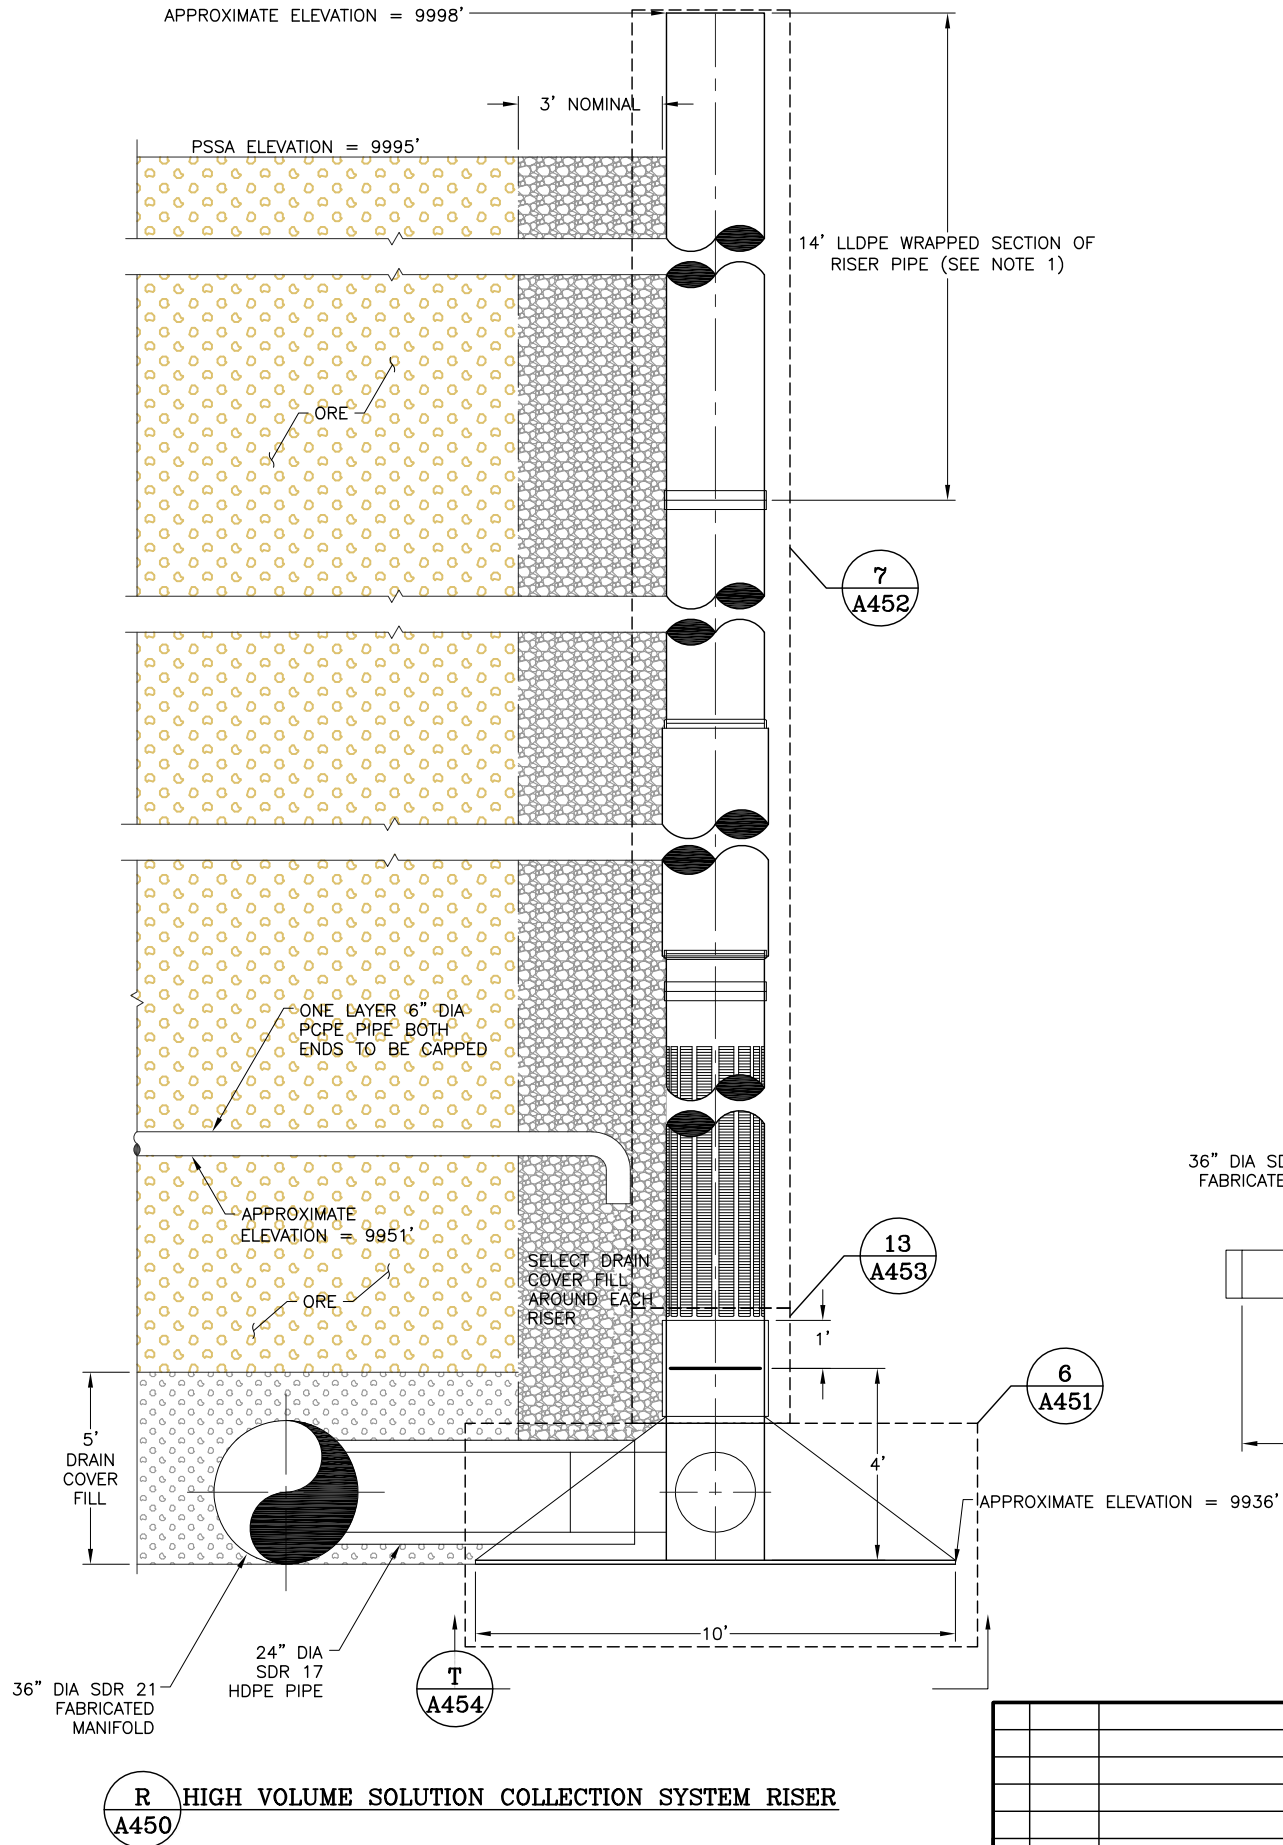 APPROXIMATE ELEVATION = 9998'
3' NOMINAL
PSSA ELEVATION = 9995'
14' LLDPE WRAPPED SECTION OF
RISER PIPE (SEE NOTE 1)
ORE
7
A452
ONE LAYER 6" DIA
PCPE PIPE BOTH
ENDS TO BE CAPPED
36" DIA SD
FABRICATE
APPROXIMATE
ELEVATION = 9951'
SELECT DRAIN
COVER FILL
AROUND EACH
RISER
13
A453
ORE
1'
6
A451
5'
DRAIN
COVER
FILL
4'
APPROXIMATE ELEVATION = 9936'
10'
24" DIA
SDR 17
HDPE PIPE
T
A454
36" DIA SDR 21
FABRICATED
MANIFOLD
R
A450
HIGH VOLUME SOLUTION COLLECTION SYSTEM RISER